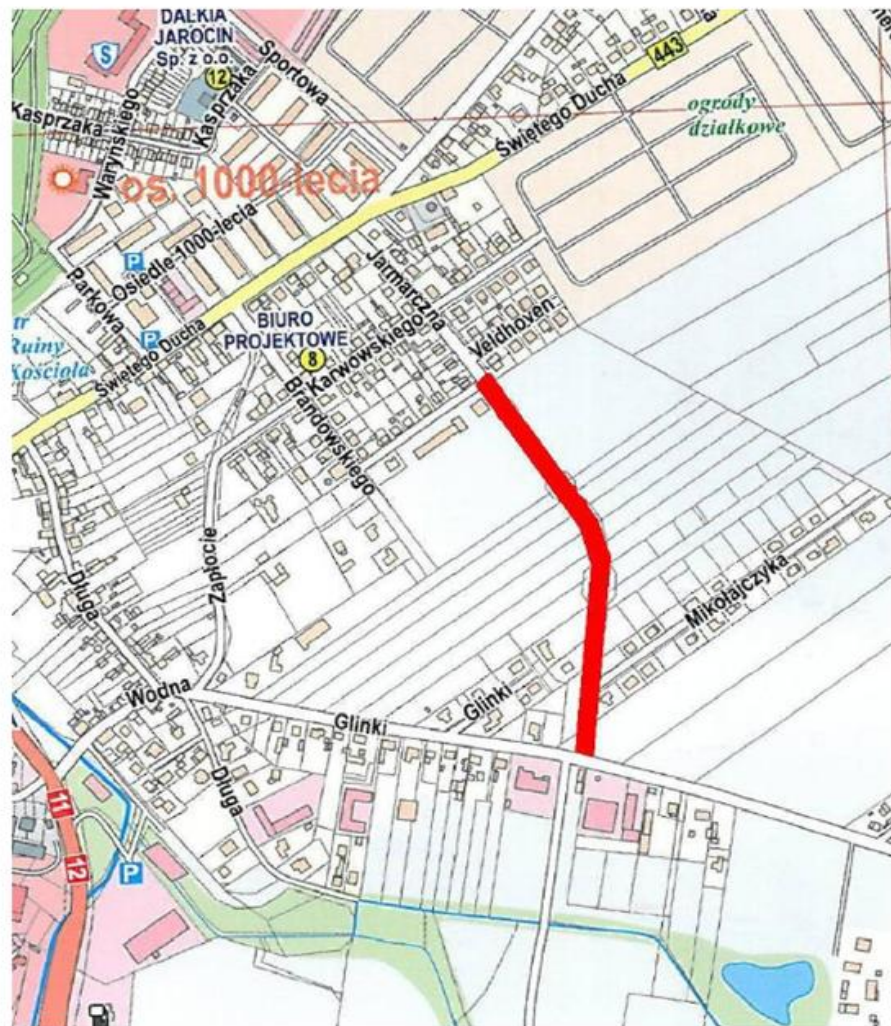 DALKIA
JAROCIN
Sp. z o.o.
12
S
Sportowa
443
Kasprzaka
Kasprzaka
Waryńskiego
Świętego Ducha
ogrody
działkowe
os. 1000-lecia
Osiedle 1000-lecia
P
Parkowa
Jarmarczna
BIURO
PROJEKTOWE
8
Veldhoven
Karwowskiego
P
Ruiny
Kościoła
Świętego Ducha
Brandowskiego
Zapłocie
Długa
Mikołajczyka
Wodna
Glinki
Glinki
Długa
11
12
P